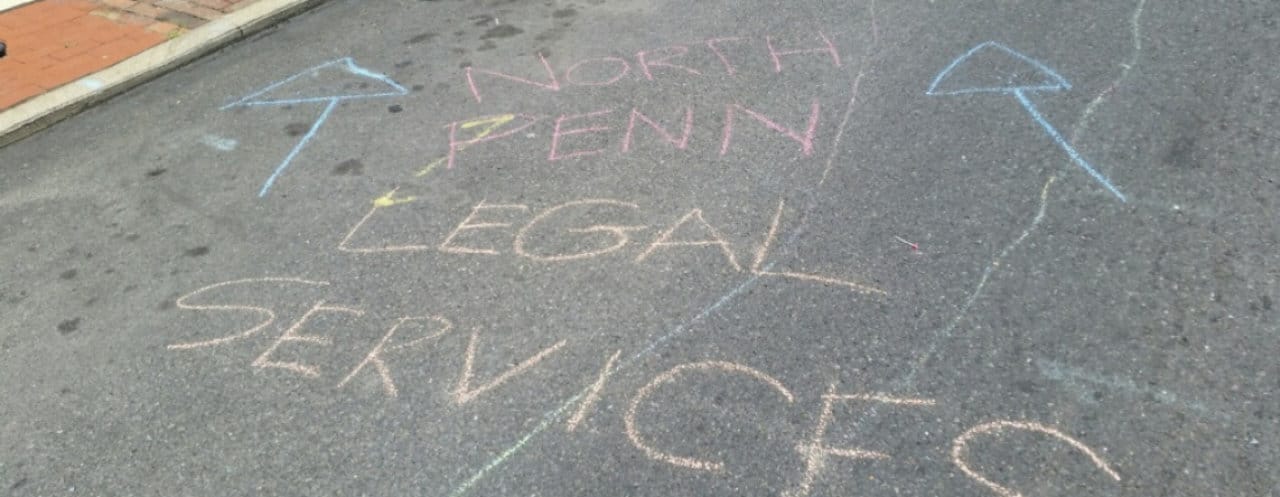 NORTH
PENN
LEGAL
SERVICES